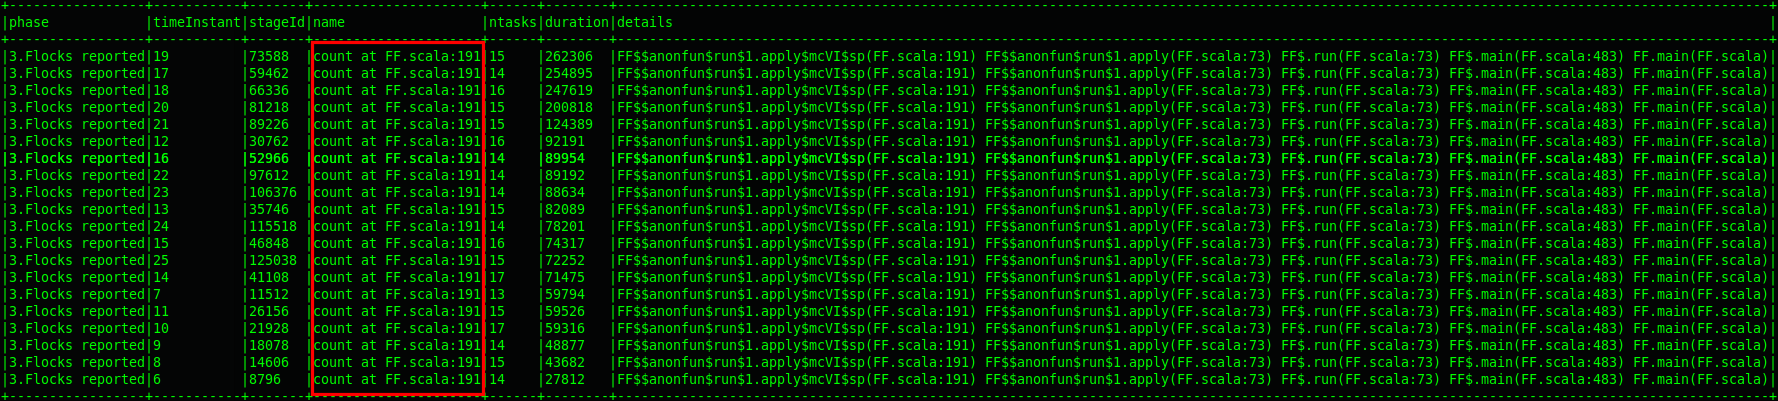 +-----------------+-----------+-------+---------------------+------+--------+------------------------------------------------------------------------------------------------------------------------------------------------+
|phase            |timeInstant|stageId|name                 |ntasks|duration|details                                                                                                                                         |
+-----------------+-----------+-------+---------------------+------+--------+------------------------------------------------------------------------------------------------------------------------------------------------+
|3.Flocks reported|19         |73588  |count at FF.scala:191|15    |262306  |FF$$anonfun$run$1.apply$mcVI$sp(FF.scala:191) FF$$anonfun$run$1.apply(FF.scala:73) FF$.run(FF.scala:73) FF$.main(FF.scala:483) FF.main(FF.scala)|
|3.Flocks reported|17         |59462  |count at FF.scala:191|14    |254895  |FF$$anonfun$run$1.apply$mcVI$sp(FF.scala:191) FF$$anonfun$run$1.apply(FF.scala:73) FF$.run(FF.scala:73) FF$.main(FF.scala:483) FF.main(FF.scala)|
|3.Flocks reported|18         |66336  |count at FF.scala:191|16    |247619  |FF$$anonfun$run$1.apply$mcVI$sp(FF.scala:191) FF$$anonfun$run$1.apply(FF.scala:73) FF$.run(FF.scala:73) FF$.main(FF.scala:483) FF.main(FF.scala)|
|3.Flocks reported|20         |81218  |count at FF.scala:191|15    |200818  |FF$$anonfun$run$1.apply$mcVI$sp(FF.scala:191) FF$$anonfun$run$1.apply(FF.scala:73) FF$.run(FF.scala:73) FF$.main(FF.scala:483) FF.main(FF.scala)|
|3.Flocks reported|21         |89226  |count at FF.scala:191|15    |124389  |FF$$anonfun$run$1.apply$mcVI$sp(FF.scala:191) FF$$anonfun$run$1.apply(FF.scala:73) FF$.run(FF.scala:73) FF$.main(FF.scala:483) FF.main(FF.scala)|
|3.Flocks reported|12         |30762  |count at FF.scala:191|16    |92191   |FF$$anonfun$run$1.apply$mcVI$sp(FF.scala:191) FF$$anonfun$run$1.apply(FF.scala:73) FF$.run(FF.scala:73) FF$.main(FF.scala:483) FF.main(FF.scala)|
|3.Flocks reported|16         |52966  |count at FF.scala:191|14    |89954   |FF$$anonfun$run$1.apply$mcVI$sp(FF.scala:191) FF$$anonfun$run$1.apply(FF.scala:73) FF$.run(FF.scala:73) FF$.main(FF.scala:483) FF.main(FF.scala)|
|3.Flocks reported|22         |97612  |count at FF.scala:191|14    |89192   |FF$$anonfun$run$1.apply$mcVI$sp(FF.scala:191) FF$$anonfun$run$1.apply(FF.scala:73) FF$.run(FF.scala:73) FF$.main(FF.scala:483) FF.main(FF.scala)|
|3.Flocks reported|23         |106376 |count at FF.scala:191|14    |88634   |FF$$anonfun$run$1.apply$mcVI$sp(FF.scala:191) FF$$anonfun$run$1.apply(FF.scala:73) FF$.run(FF.scala:73) FF$.main(FF.scala:483) FF.main(FF.scala)|
|3.Flocks reported|13         |35746  |count at FF.scala:191|15    |82089   |FF$$anonfun$run$1.apply$mcVI$sp(FF.scala:191) FF$$anonfun$run$1.apply(FF.scala:73) FF$.run(FF.scala:73) FF$.main(FF.scala:483) FF.main(FF.scala)|
|3.Flocks reported|24         |115518 |count at FF.scala:191|14    |78201   |FF$$anonfun$run$1.apply$mcVI$sp(FF.scala:191) FF$$anonfun$run$1.apply(FF.scala:73) FF$.run(FF.scala:73) FF$.main(FF.scala:483) FF.main(FF.scala)|
|3.Flocks reported|15         |46848  |count at FF.scala:191|16    |74317   |FF$$anonfun$run$1.apply$mcVI$sp(FF.scala:191) FF$$anonfun$run$1.apply(FF.scala:73) FF$.run(FF.scala:73) FF$.main(FF.scala:483) FF.main(FF.scala)|
|3.Flocks reported|25         |125038 |count at FF.scala:191|15    |72252   |FF$$anonfun$run$1.apply$mcVI$sp(FF.scala:191) FF$$anonfun$run$1.apply(FF.scala:73) FF$.run(FF.scala:73) FF$.main(FF.scala:483) FF.main(FF.scala)|
|3.Flocks reported|14         |41108  |count at FF.scala:191|17    |71475   |FF$$anonfun$run$1.apply$mcVI$sp(FF.scala:191) FF$$anonfun$run$1.apply(FF.scala:73) FF$.run(FF.scala:73) FF$.main(FF.scala:483) FF.main(FF.scala)|
|3.Flocks reported|7          |11512  |count at FF.scala:191|13    |59794   |FF$$anonfun$run$1.apply$mcVI$sp(FF.scala:191) FF$$anonfun$run$1.apply(FF.scala:73) FF$.run(FF.scala:73) FF$.main(FF.scala:483) FF.main(FF.scala)|
|3.Flocks reported|11         |26156  |count at FF.scala:191|15    |59526   |FF$$anonfun$run$1.apply$mcVI$sp(FF.scala:191) FF$$anonfun$run$1.apply(FF.scala:73) FF$.run(FF.scala:73) FF$.main(FF.scala:483) FF.main(FF.scala)|
|3.Flocks reported|10         |21928  |count at FF.scala:191|17    |59316   |FF$$anonfun$run$1.apply$mcVI$sp(FF.scala:191) FF$$anonfun$run$1.apply(FF.scala:73) FF$.run(FF.scala:73) FF$.main(FF.scala:483) FF.main(FF.scala)|
|3.Flocks reported|9          |18078  |count at FF.scala:191|14    |48877   |FF$$anonfun$run$1.apply$mcVI$sp(FF.scala:191) FF$$anonfun$run$1.apply(FF.scala:73) FF$.run(FF.scala:73) FF$.main(FF.scala:483) FF.main(FF.scala)|
|3.Flocks reported|8          |14606  |count at FF.scala:191|15    |43682   |FF$$anonfun$run$1.apply$mcVI$sp(FF.scala:191) FF$$anonfun$run$1.apply(FF.scala:73) FF$.run(FF.scala:73) FF$.main(FF.scala:483) FF.main(FF.scala)|
|3.Flocks reported|6          |8796   |count at FF.scala:191|14    |27812   |FF$$anonfun$run$1.apply$mcVI$sp(FF.scala:191) FF$$anonfun$run$1.apply(FF.scala:73) FF$.run(FF.scala:73) FF$.main(FF.scala:483) FF.main(FF.scala)|
+-----------------+-----------+-------+---------------------+------+--------+------------------------------------------------------------------------------------------------------------------------------------------------+